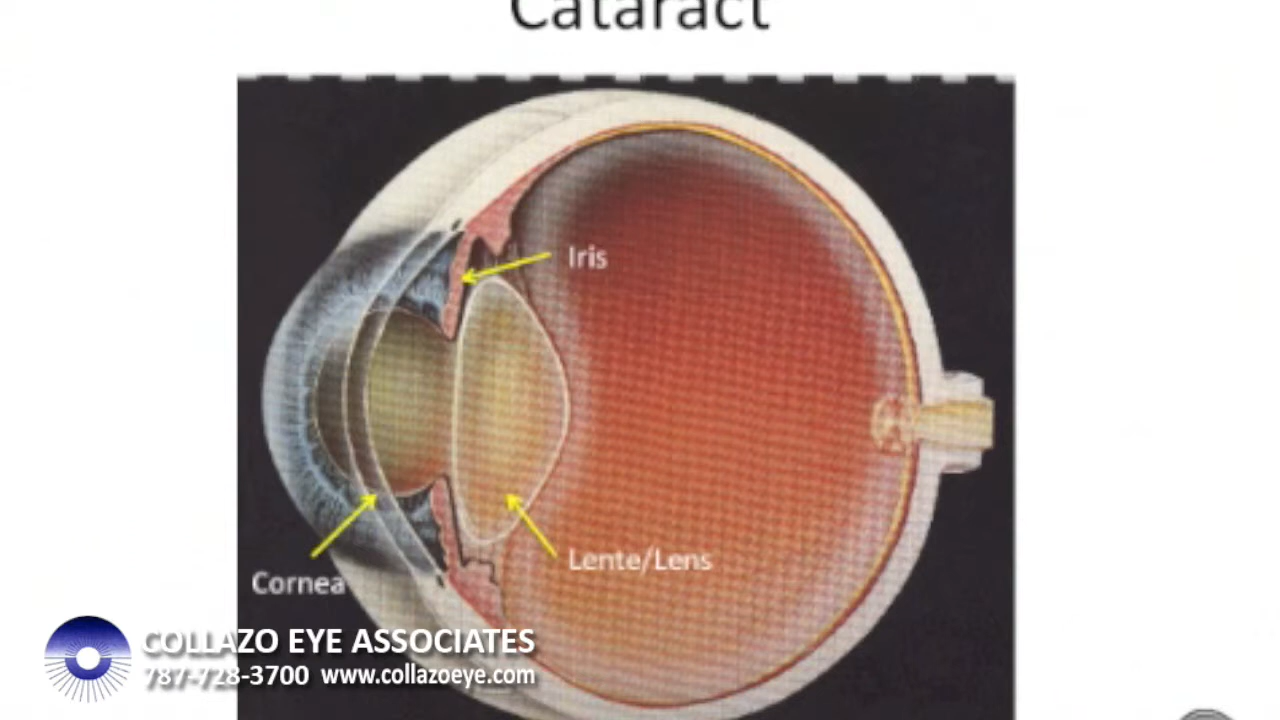 Cataract
Iris
Lente/Lens
Cornea
COLLAZO EYE ASSOCIATES
787-728-3700 www.collazoeye.com